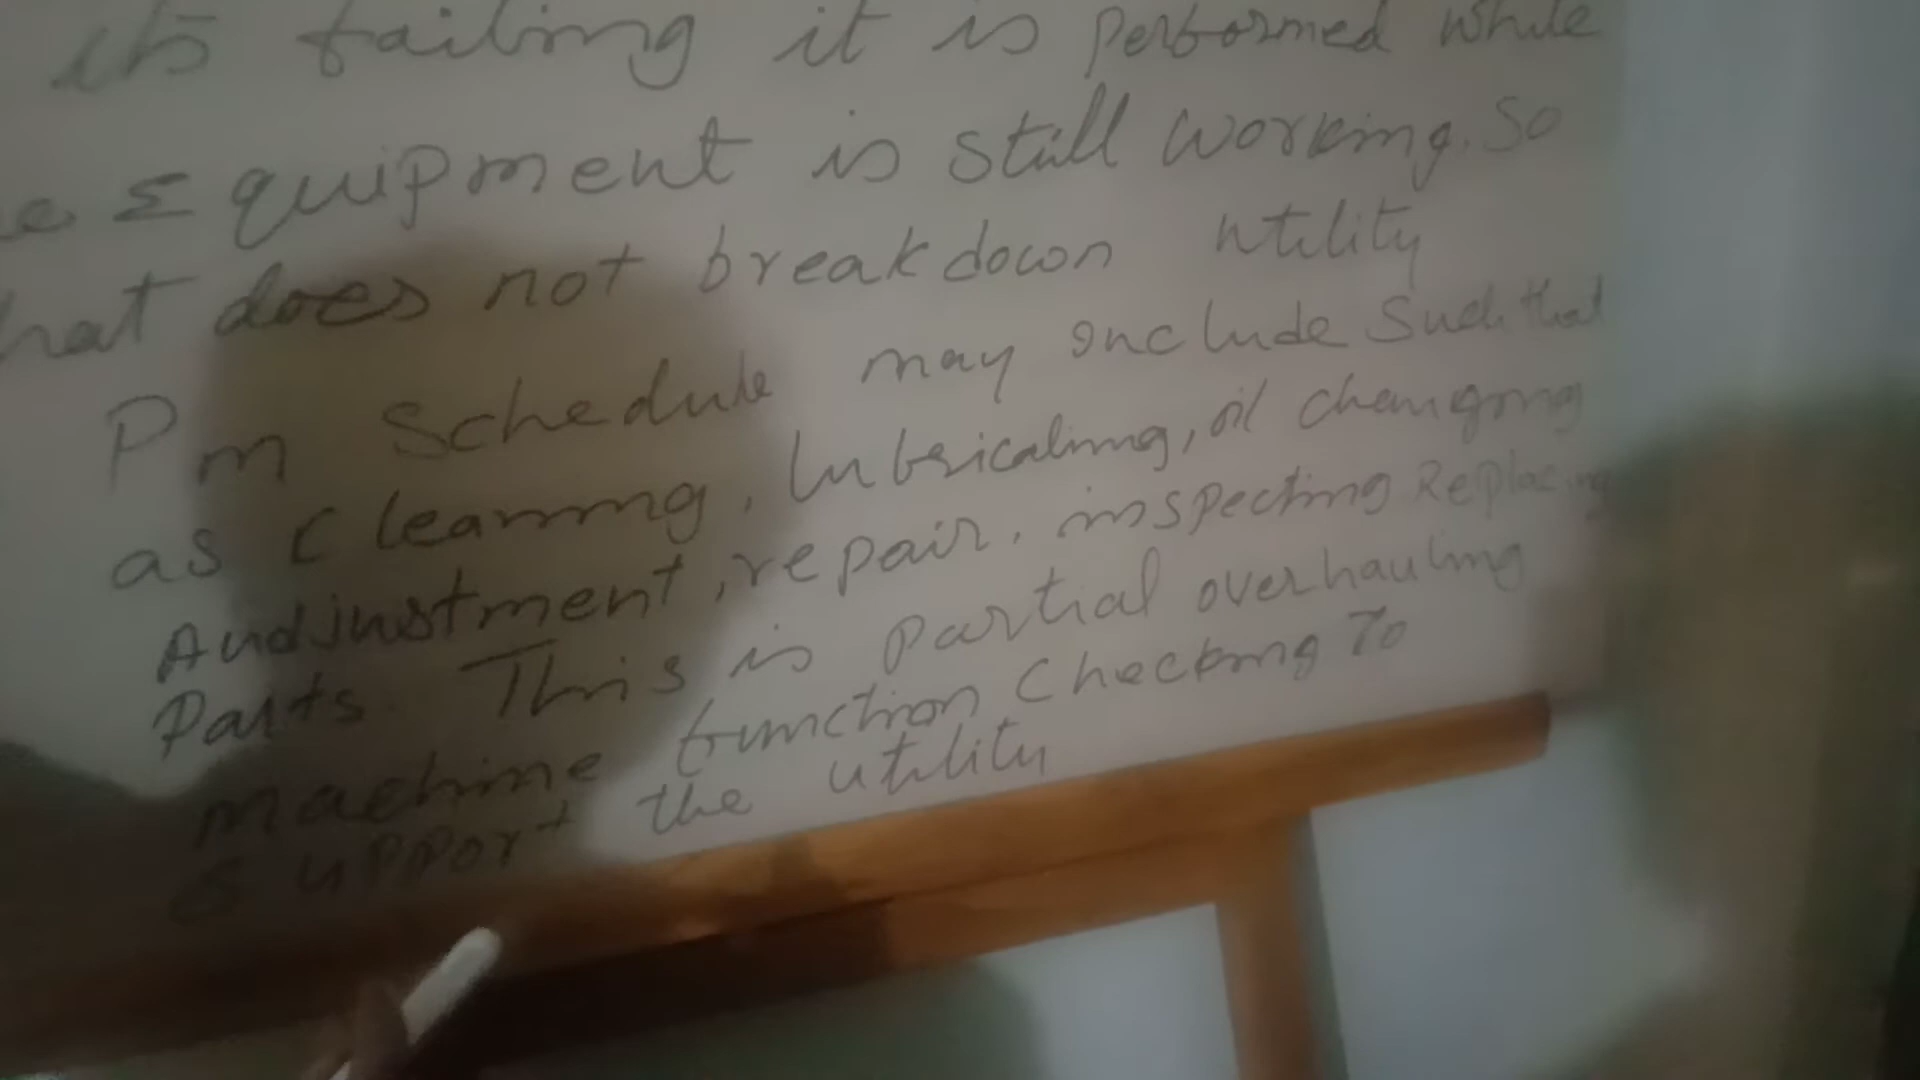 its failing it is performed while
e Equipment is still working. So
hat does not breakdown utility
Pm Schedule may include Such that
as Cleaning, lubricating, oil changing
Audjustment, repair, inspecting Replacing
Parts. This is partial overhauling
machine function Checking To
support the utility